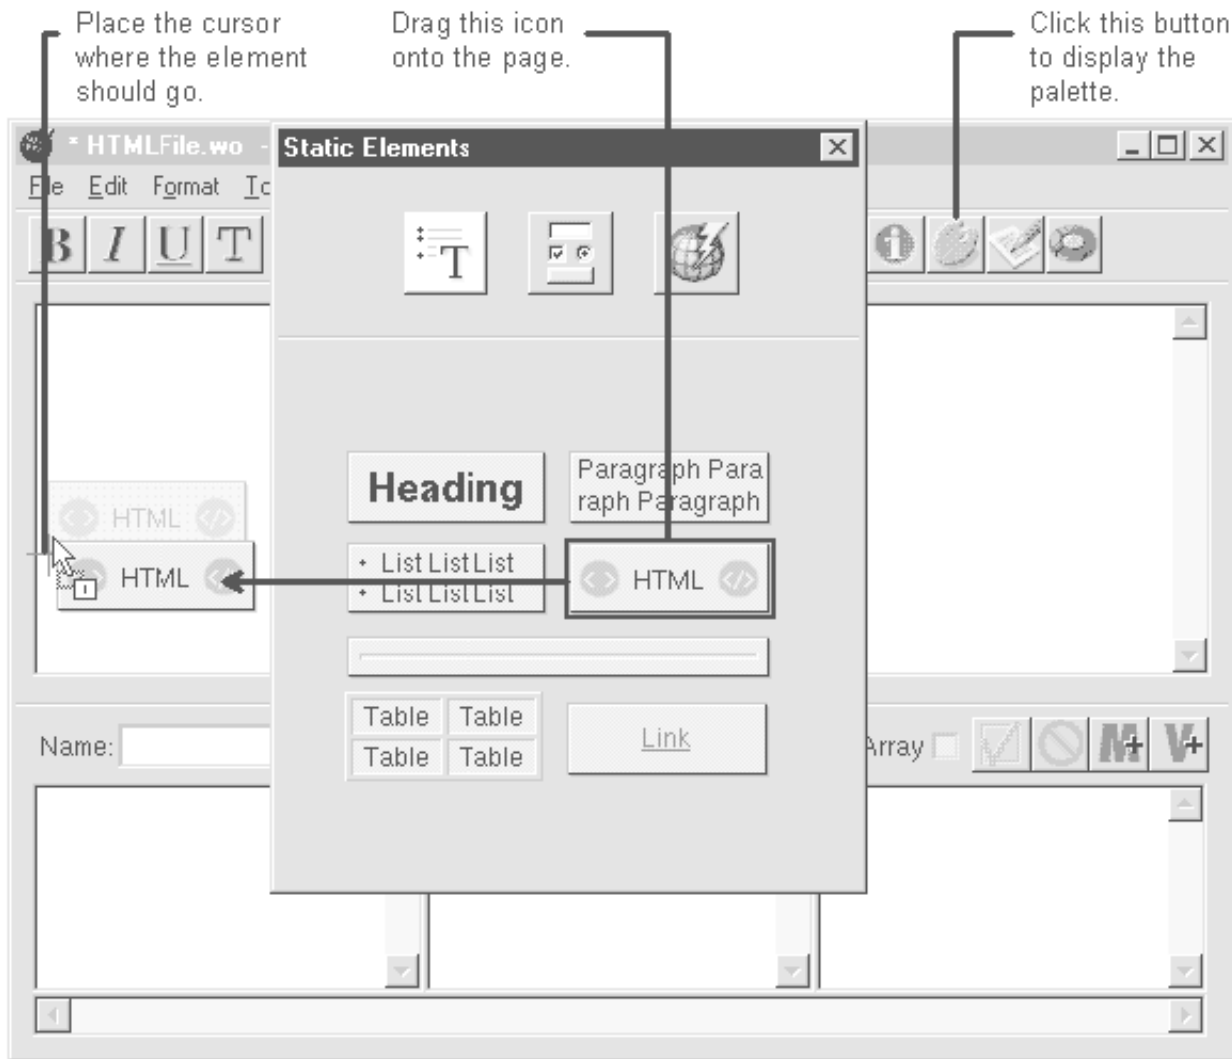 Place the cursor
where the element
should go.
Drag this icon
onto the page.
Click this button
to display the
palette.
* HTMLFile.wo -
Static Elements
File Edit Format To
B I U T
T
Heading
Paragraph Para
raph Paragraph
HTML
HTML
• List List List
• List List List
HTML
Table Table
Table Table
Link
Name:
Array
M+ V+